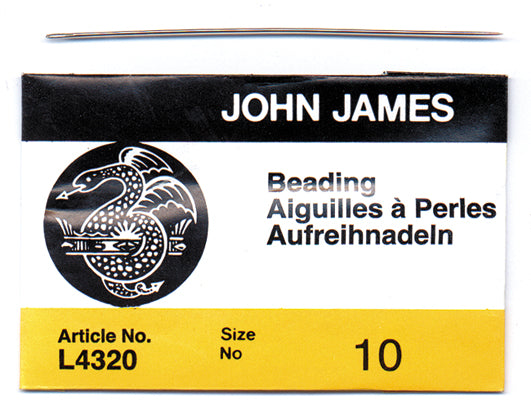 JOHN JAMES
Beading
Aiguilles à Perles
Aufreihnadeln
Article No.
L4320
Size
No
10